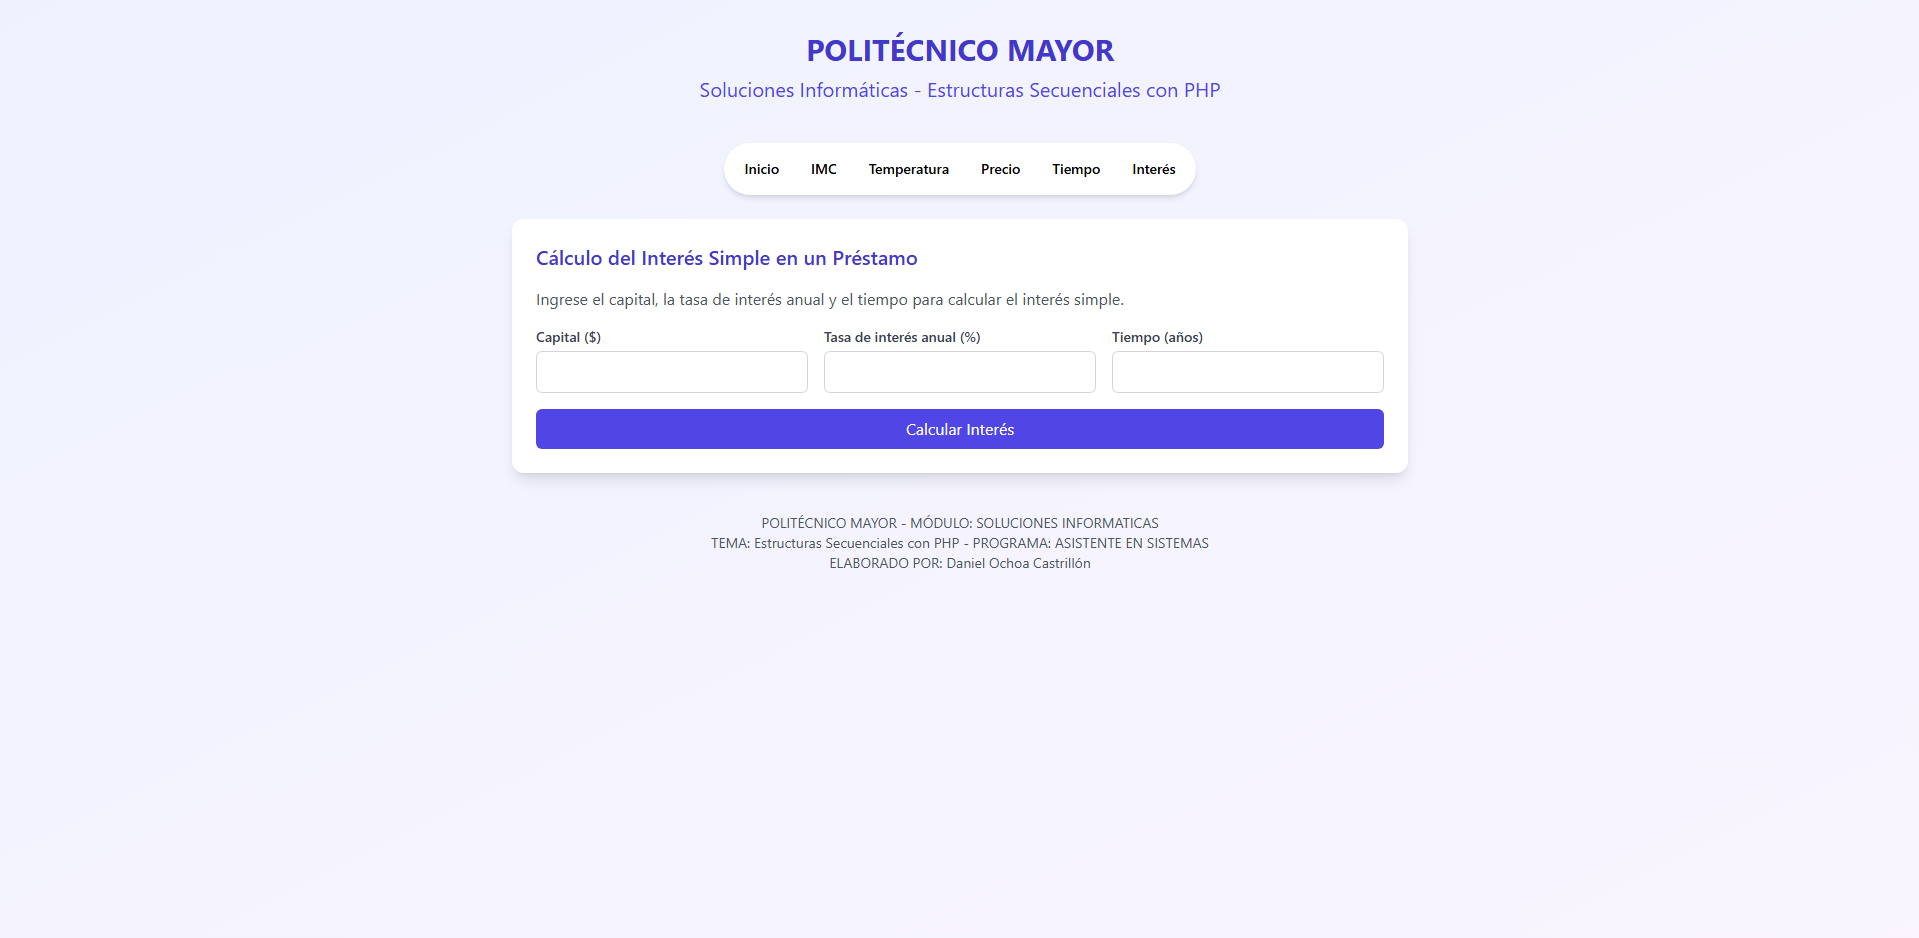 POLITÉCNICO MAYOR
Soluciones Informáticas - Estructuras Secuenciales con PHP
Inicio IMC Temperatura Precio Tiempo Interés
Cálculo del Interés Simple en un Préstamo
Ingrese el capital, la tasa de interés anual y el tiempo para calcular el interés simple.
Capital ($) Tasa de interés anual (%) Tiempo (años)
Calcular Interés
POLITÉCNICO MAYOR - MÓDULO: SOLUCIONES INFORMATICAS
TEMA: Estructuras Secuenciales con PHP - PROGRAMA: ASISTENTE EN SISTEMAS
ELABORADO POR: Daniel Ochoa Castrillón